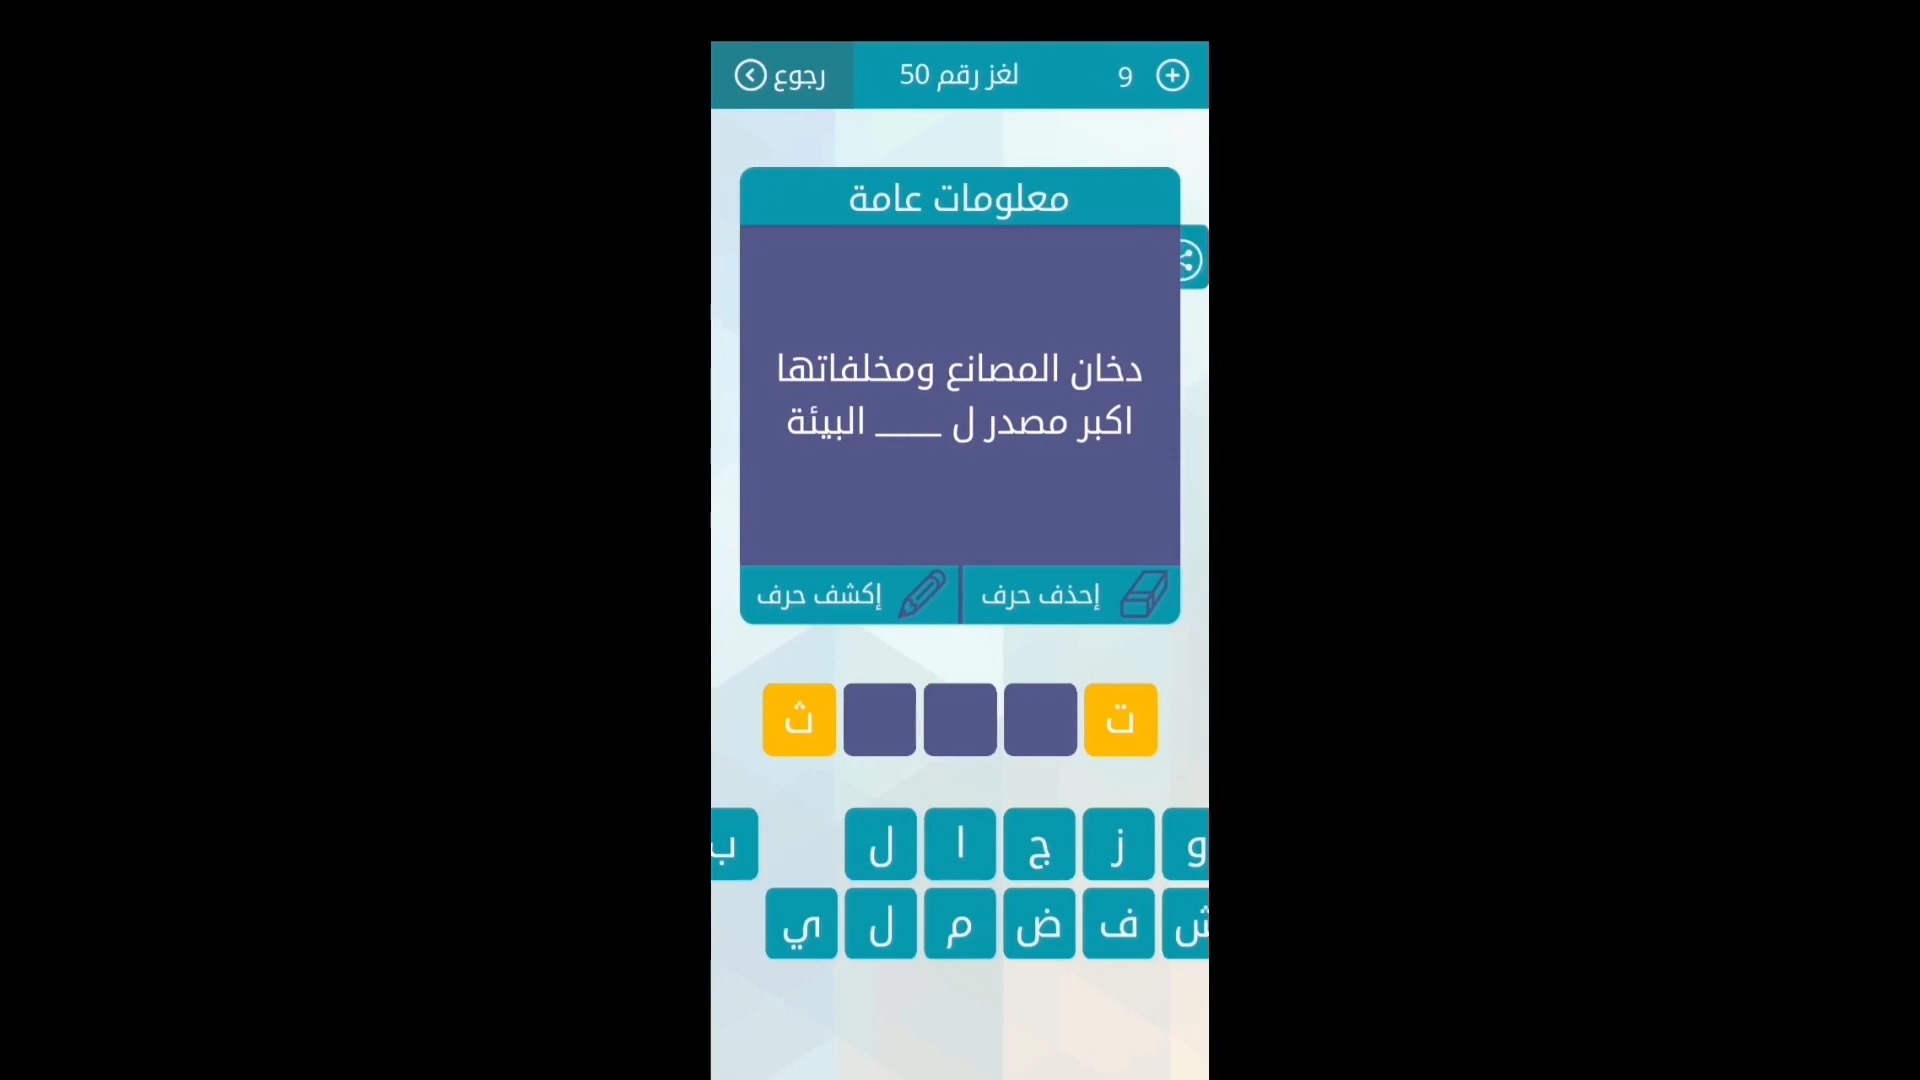 رجوع لغز رقم 50 9
معلومات عامة
دخان المصانع ومخلفاتها
اكبر مصدر ل ____ البيئة
إحذف حرف إكشف حرف
ت ث
و ز ج ا ل ب
ش ف ض م ل ي